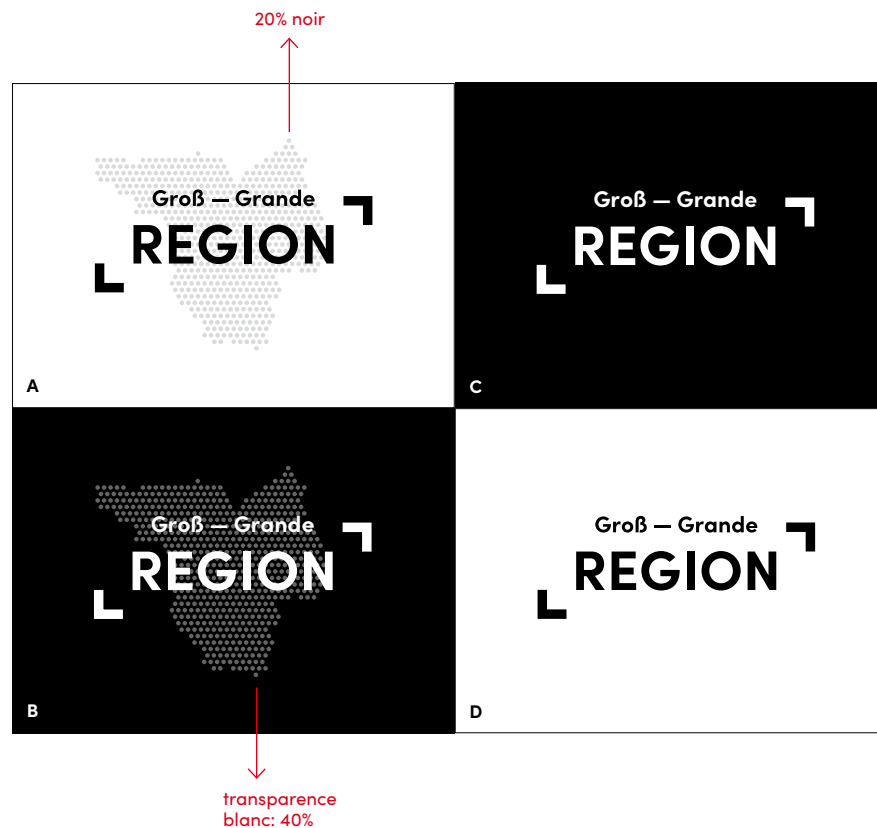 20% noir
Groß — Grande
REGION
A
Groß — Grande
REGION
C
Groß — Grande
REGION
B
Groß — Grande
REGION
D
transparence
blanc: 40%